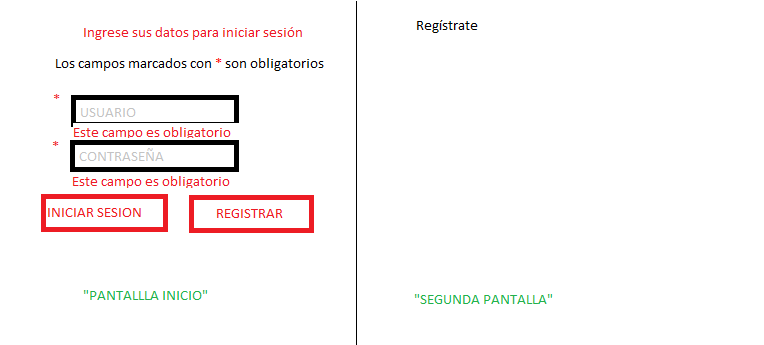 Ingrese sus datos para iniciar sesión
Los campos marcados con * son obligatorios
* USUARIO
Este campo es obligatorio
* CONTRASEÑA
Este campo es obligatorio
INICIAR SESION
REGISTRAR
"PANTALLLA INICIO"
Regístrate
"SEGUNDA PANTALLA"